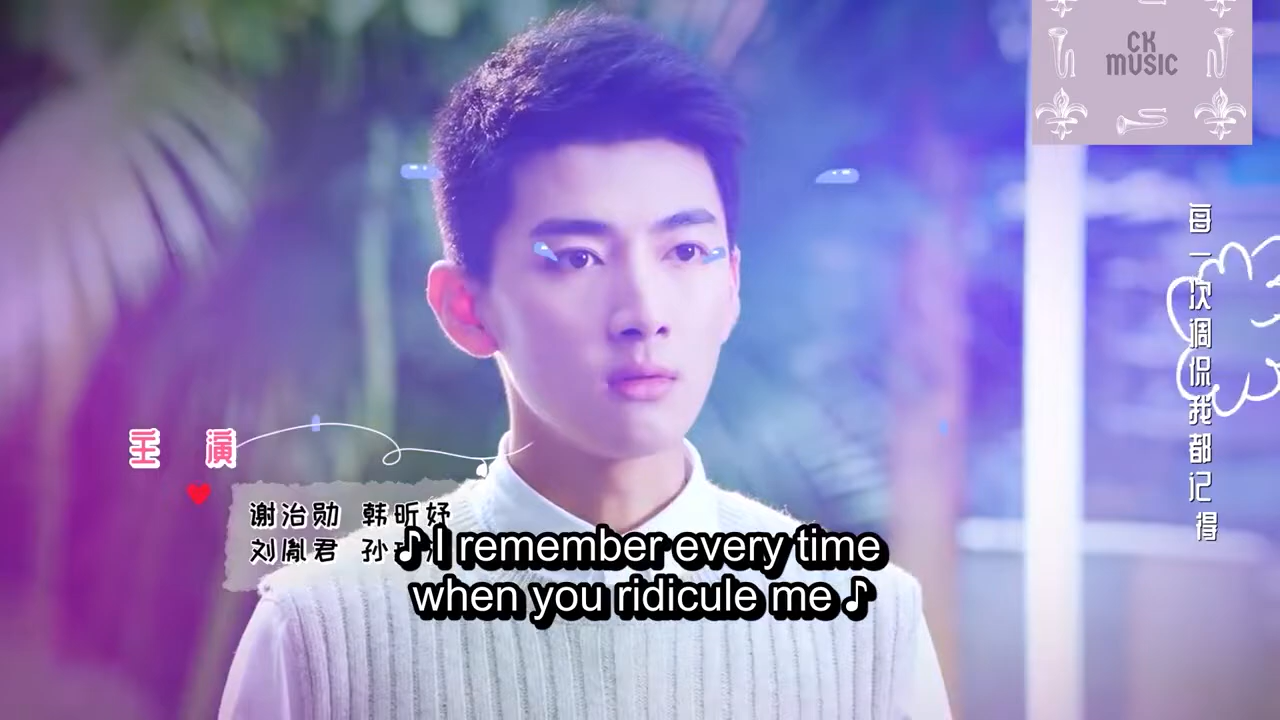 CK
MUSIC
每一次调侃我都记得
主 演
谢治勋 韩昕妤
刘胤君 孙
♪ I remember every time
when you ridicule me ♪